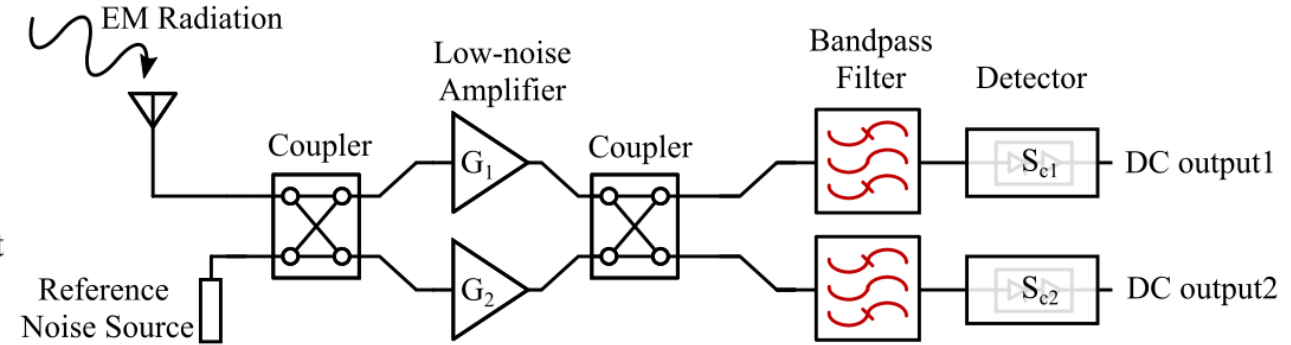 EM Radiation
Low-noise
Amplifier
Bandpass
Filter
Detector
Coupler
G1
Coupler
Sc1
DC output1
t
Reference
Noise Source
G2
Sc2
DC output2